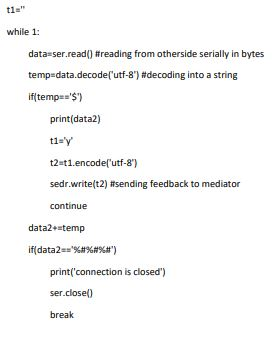 t1=''
while 1:
data=ser.read() #reading from otherside serially in bytes
temp=data.decode('utf-8') #decoding into a string
if(temp=='$')
print(data2)
t1='y'
t2=t1.encode('utf-8')
sedr.write(t2) #sending feedback to mediator
continue
data2+=temp
if(data2=='%#%#%#')
print('connection is closed')
ser.close()
break